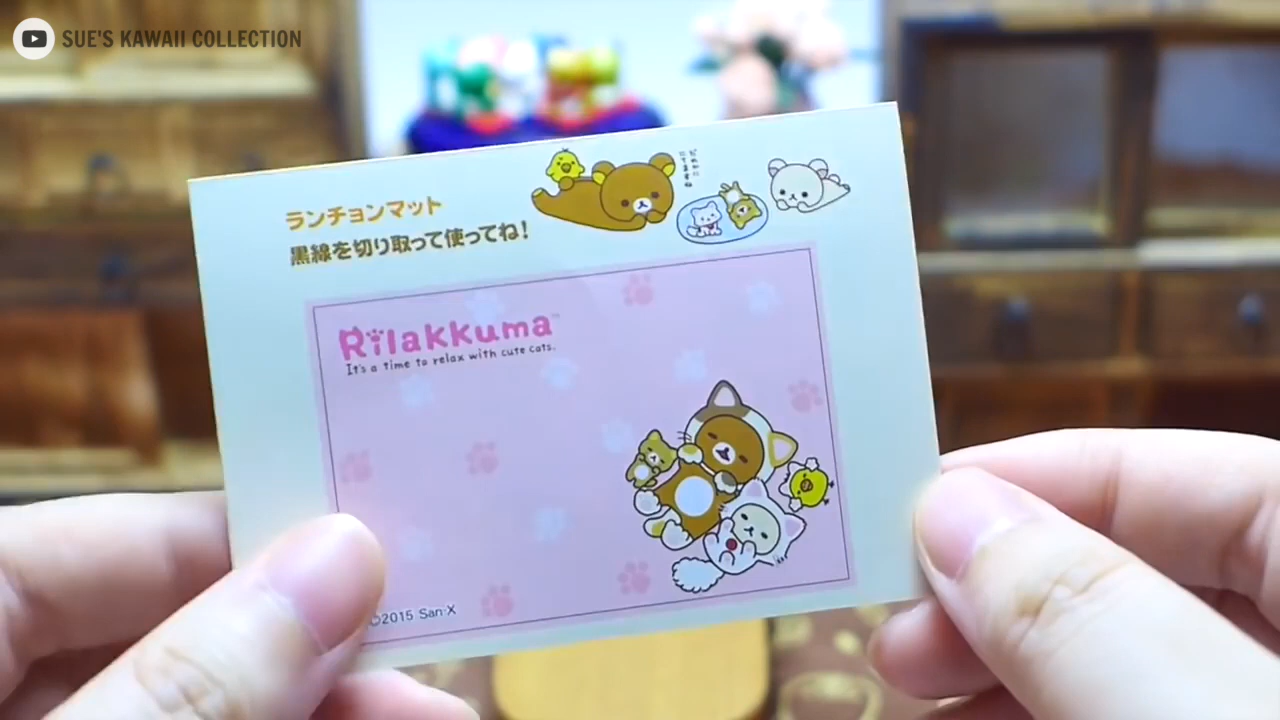 SUE'S KAWAII COLLECTION
ランチョンマット
黒線を切り取って使ってね!
Rilakkuma™
It's a time to relax with cute cats.
©2015 San-X